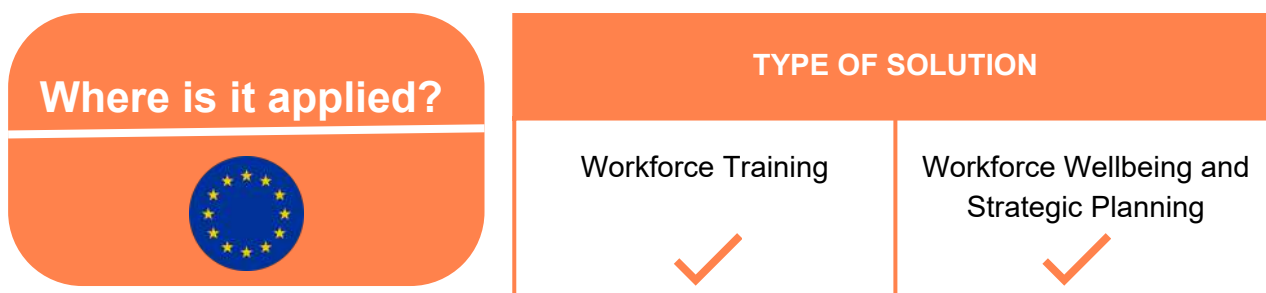 Where is it applied?
TYPE OF SOLUTION
Workforce Training
Workforce Wellbeing and
Strategic Planning